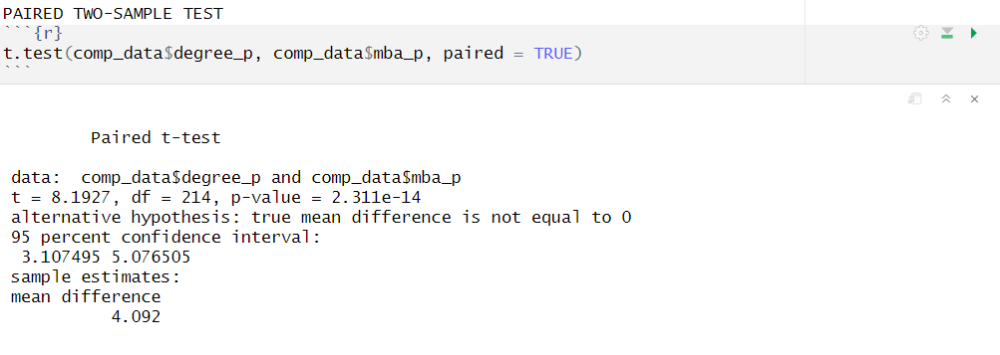 PAIRED TWO-SAMPLE TEST
```{r}
t.test(comp_data$degree_p, comp_data$mba_p, paired = TRUE)
```
Paired t-test
data:  comp_data$degree_p and comp_data$mba_p
t = 8.1927, df = 214, p-value = 2.311e-14
alternative hypothesis: true mean difference is not equal to 0
95 percent confidence interval:
3.107495 5.076505
sample estimates:
mean difference
4.092